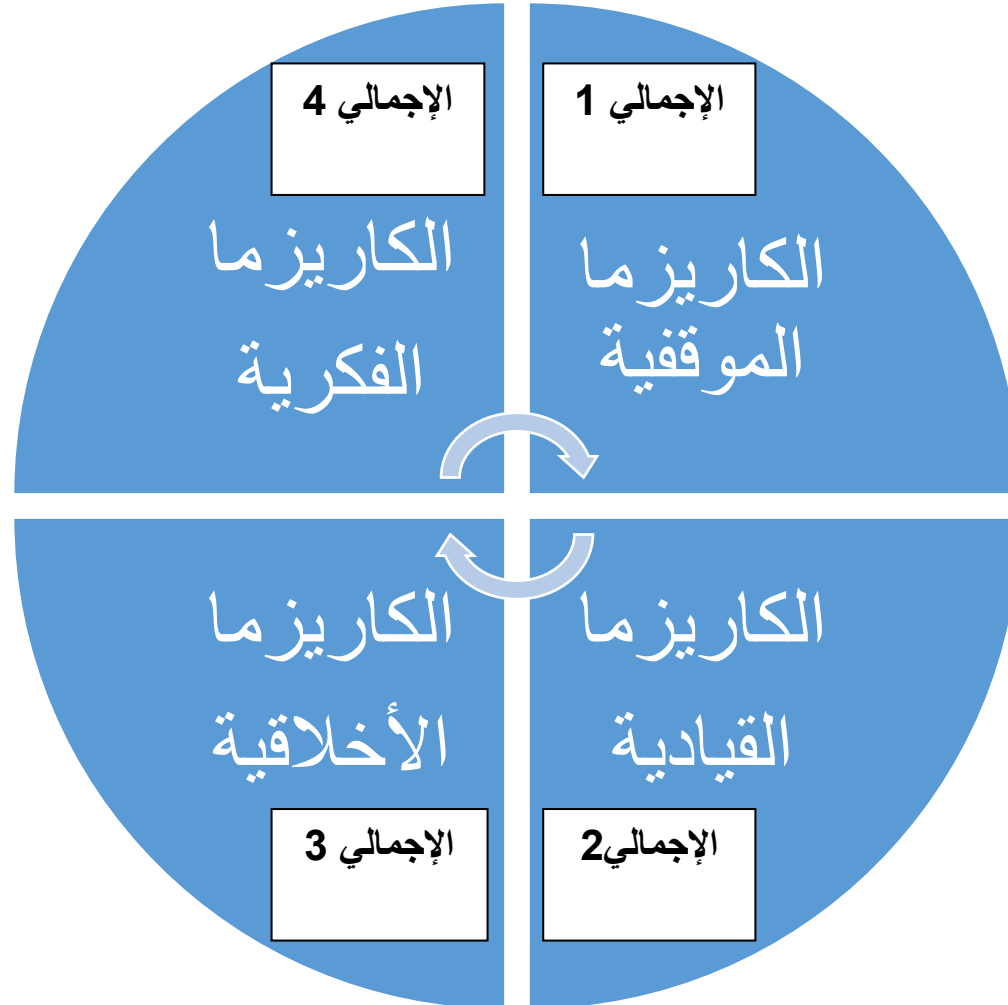 الإجمالي 1
الكاريزما
الموقفية
الإجمالي 4
الكاريزما
الفكرية
الكاريزما
القيادية
الإجمالي2
الكاريزما
الأخلاقية
الإجمالي 3